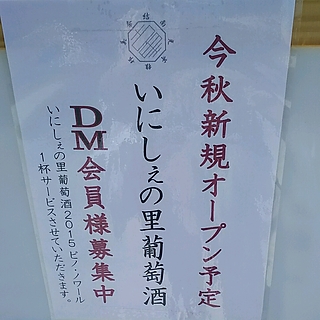 今秋新規オープン予定
いにしぇの里葡萄酒
DM会員様募集中
いにしぇの里葡萄酒2015ピノ・ノワール
1杯サービスさせていただきます。